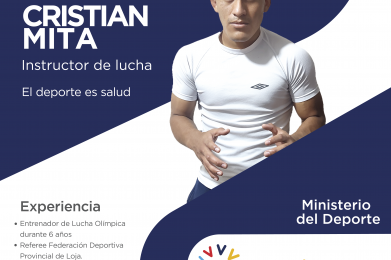 CRISTIAN
MITA
Instructor de lucha
El deporte es salud
Experiencia
• Entrenador de Lucha Olímpica
durante 6 años
• Referee Federación Deportiva
Provincial de Loja.
Ministerio
del Deporte